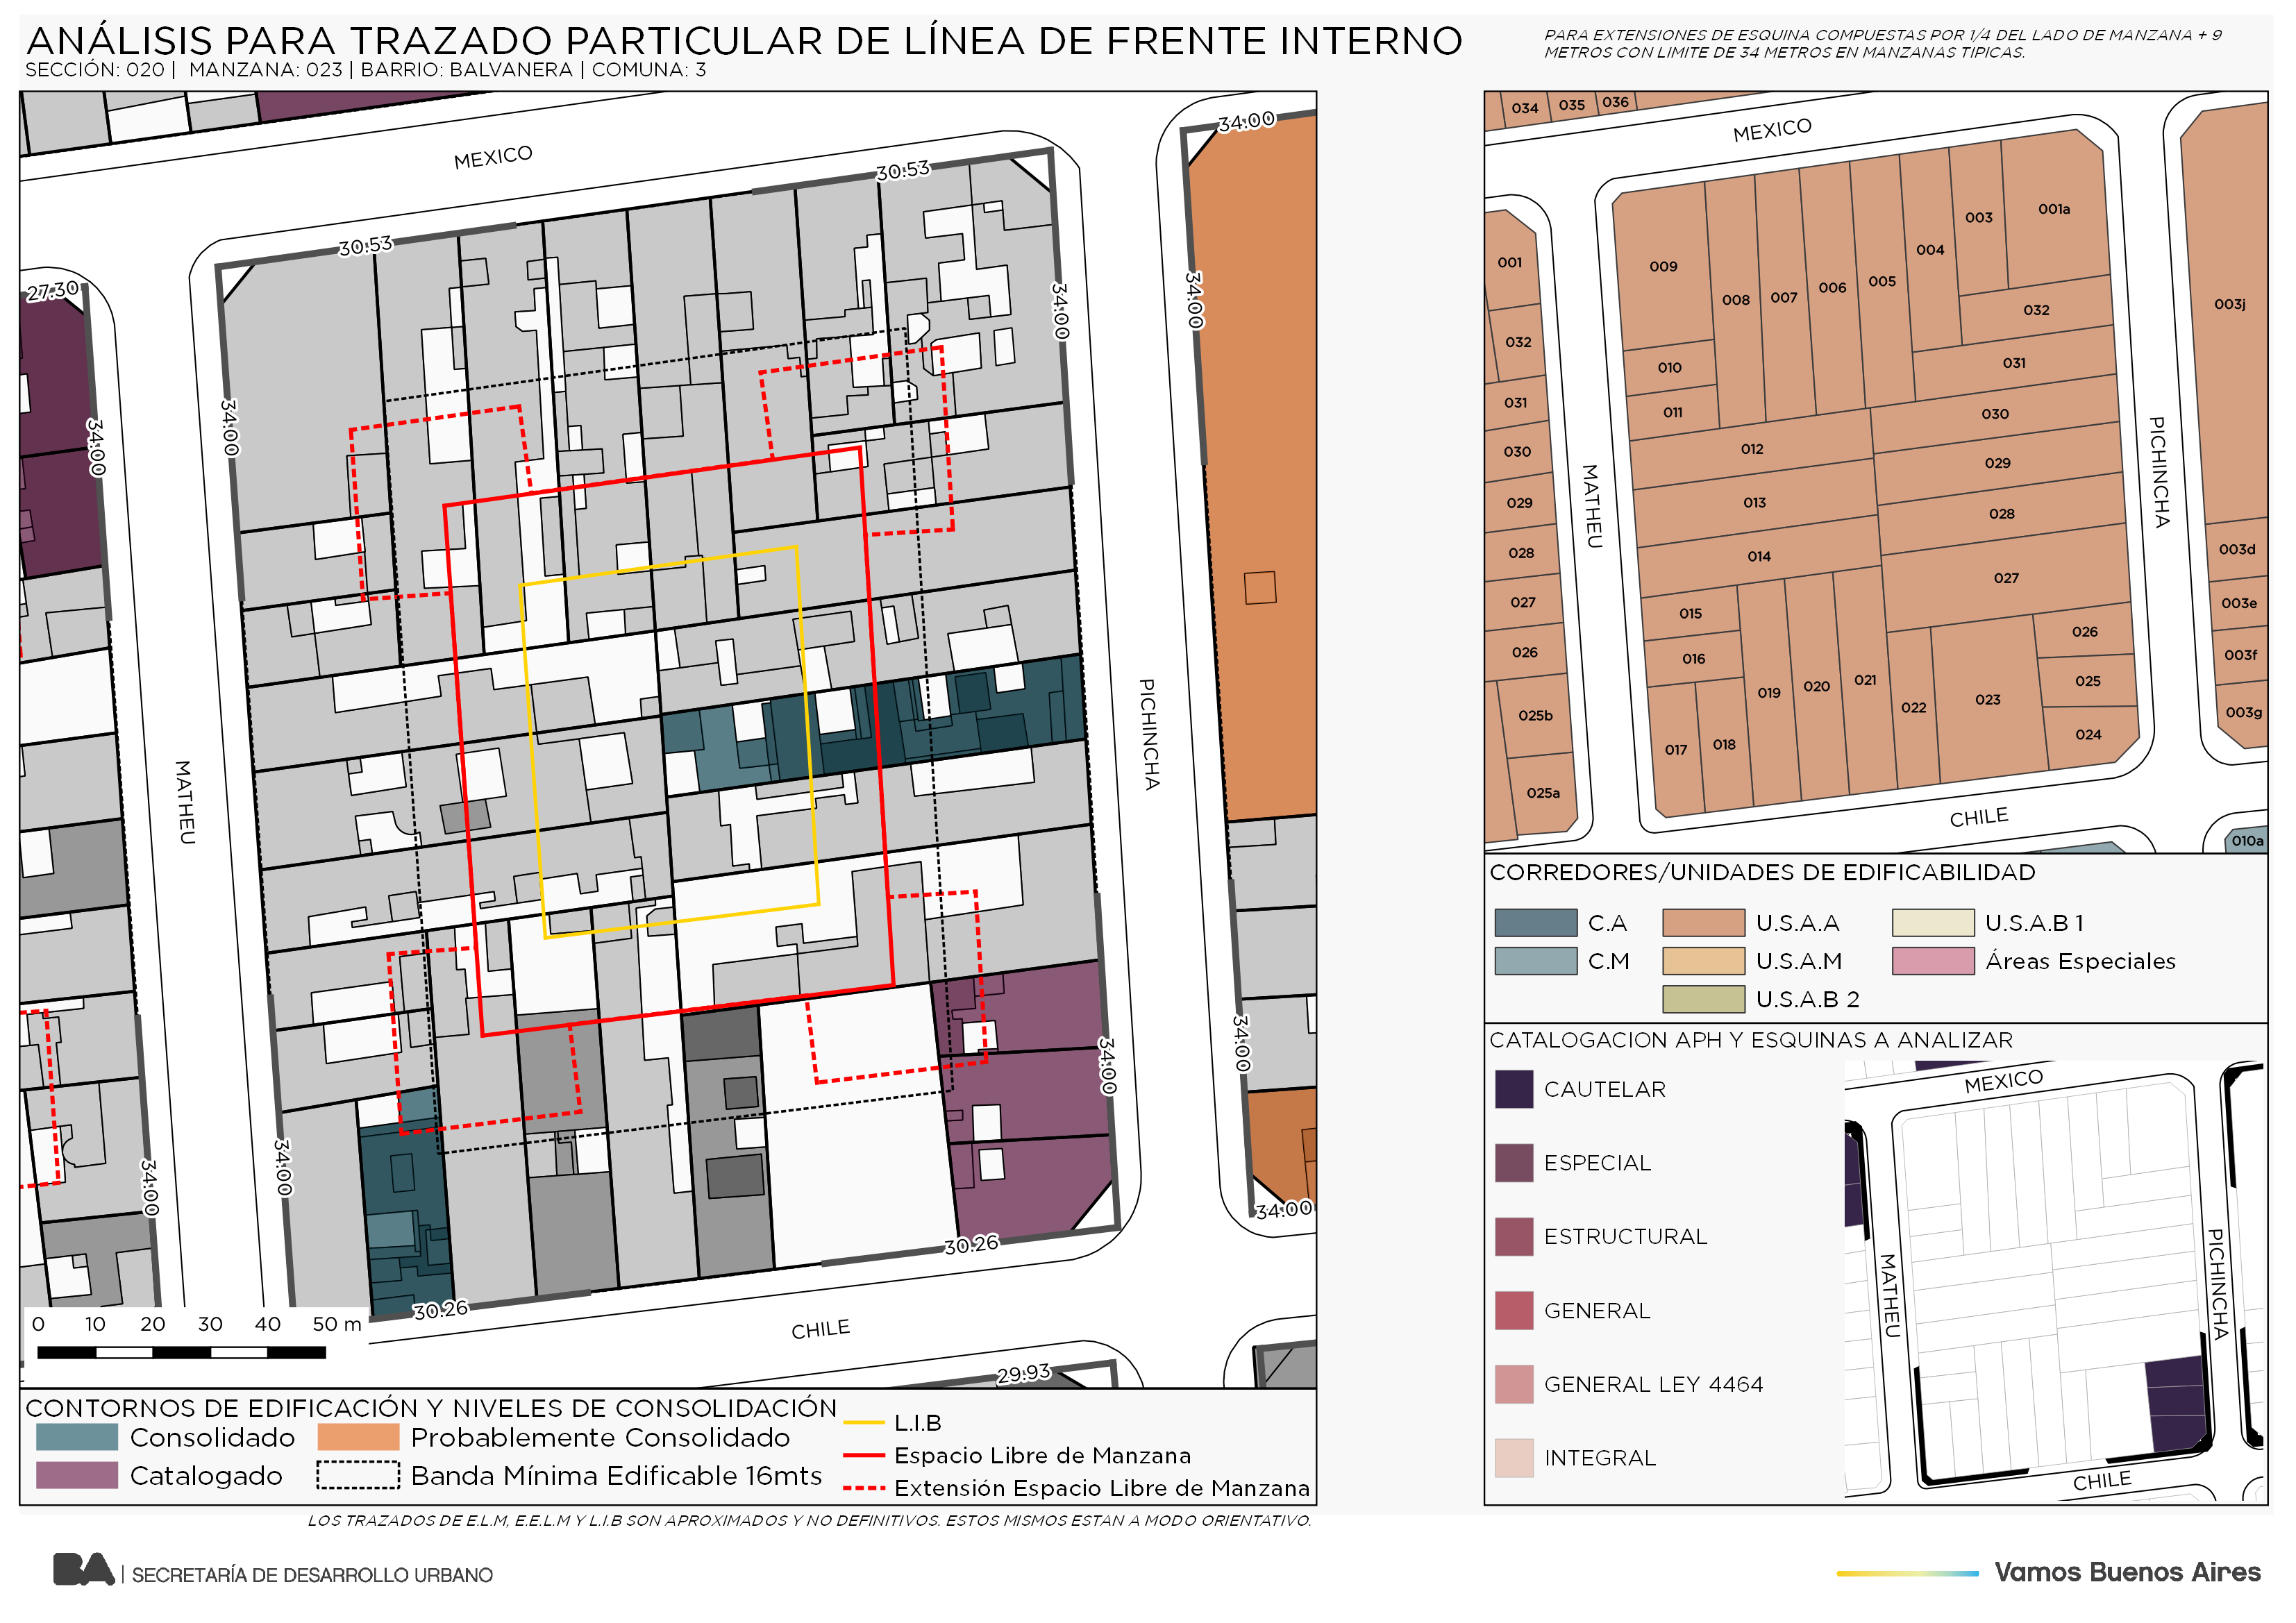 ANÁLISIS PARA TRAZADO PARTICULAR DE LÍNEA DE FRENTE INTERNO
SECCIÓN: 020 | MANZANA: 023 | BARRIO: BALVANERA | COMUNA: 3
PARA EXTENSIONES DE ESQUINA COMPUESTAS POR 1/4 DEL LADO DE MANZANA + 9
METROS CON LIMITE DE 34 METROS EN MANZANAS TIPICAS.
MEXICO
34.00
30.53
30.53
27.30
34.00
34.00
34.00
34.00
MATHEU
PICHINCHA
34.00
34.00
34.00
34.00
34.00
30.26
30.26
CHILE
29.93
0 10 20 30 40 50 m
CONTORNOS DE EDIFICACIÓN Y NIVELES DE CONSOLIDACIÓN
Consolidado
Probablemente Consolidado
Catalogado
Banda Mínima Edificable 16mts
L.I.B
Espacio Libre de Manzana
Extensión Espacio Libre de Manzana
LOS TRAZADOS DE E.L.M, E.E.L.M Y L.I.B SON APROXIMADOS Y NO DEFINITIVOS. ESTOS MISMOS ESTAN A MODO ORIENTATIVO.
034 035 036
MEXICO
001
032
031
030
029
028
027
026
025b
025a
MATHEU
009
008
007
006
005
004
003
001a
032
031
010
011
012
013
014
030
029
028
027
015
016
017
018
019
020
021
022
023
026
025
024
PICHINCHA
CHILE
003j
003d
003e
003f
003g
010a
CORREDORES/UNIDADES DE EDIFICABILIDAD
C.A
U.S.A.A
U.S.A.B 1
C.M
U.S.A.M
Áreas Especiales
U.S.A.B 2
CATALOGACION APH Y ESQUINAS A ANALIZAR
CAUTELAR
ESPECIAL
ESTRUCTURAL
GENERAL
GENERAL LEY 4464
INTEGRAL
MEXICO
MATHEU
PICHINCHA
CHILE
BA | SECRETARÍA DE DESARROLLO URBANO
Vamos Buenos Aires